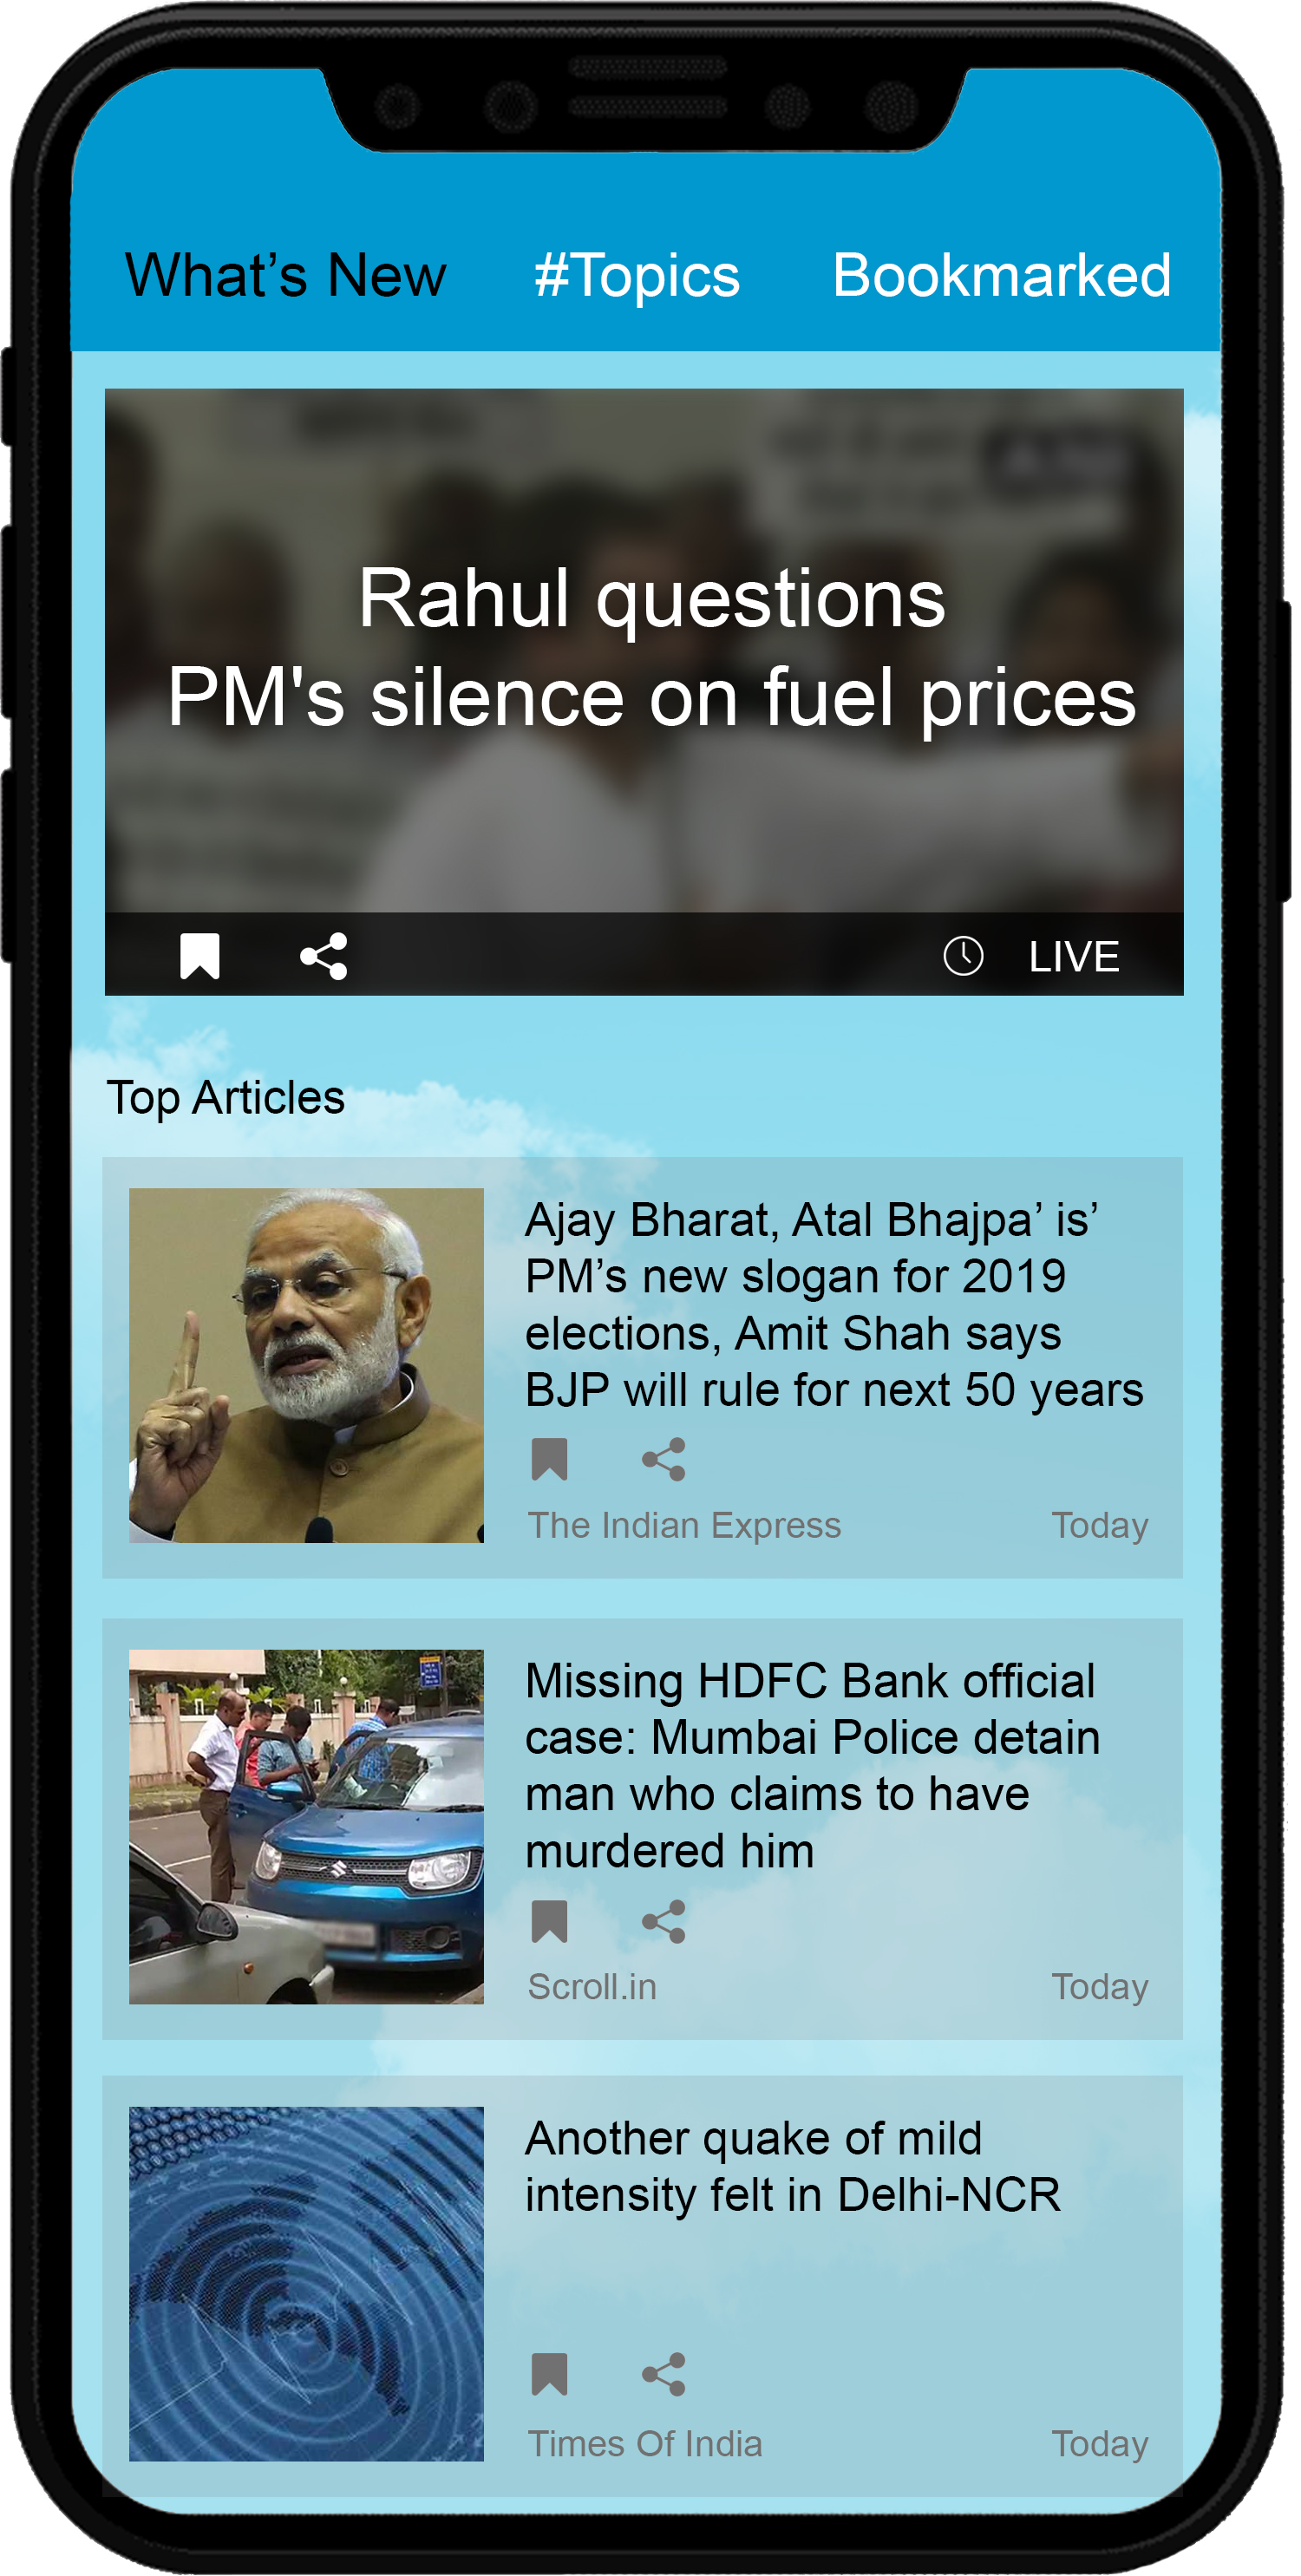 What’s New #Topics Bookmarked
Rahul questions
PM's silence on fuel prices
LIVE
Top Articles
Ajay Bharat, Atal Bhajpa’ is’
PM’s new slogan for 2019
elections, Amit Shah says
BJP will rule for next 50 years
The Indian Express Today
Missing HDFC Bank official
case: Mumbai Police detain
man who claims to have
murdered him
Scroll.in Today
Another quake of mild
intensity felt in Delhi-NCR
Times Of India Today